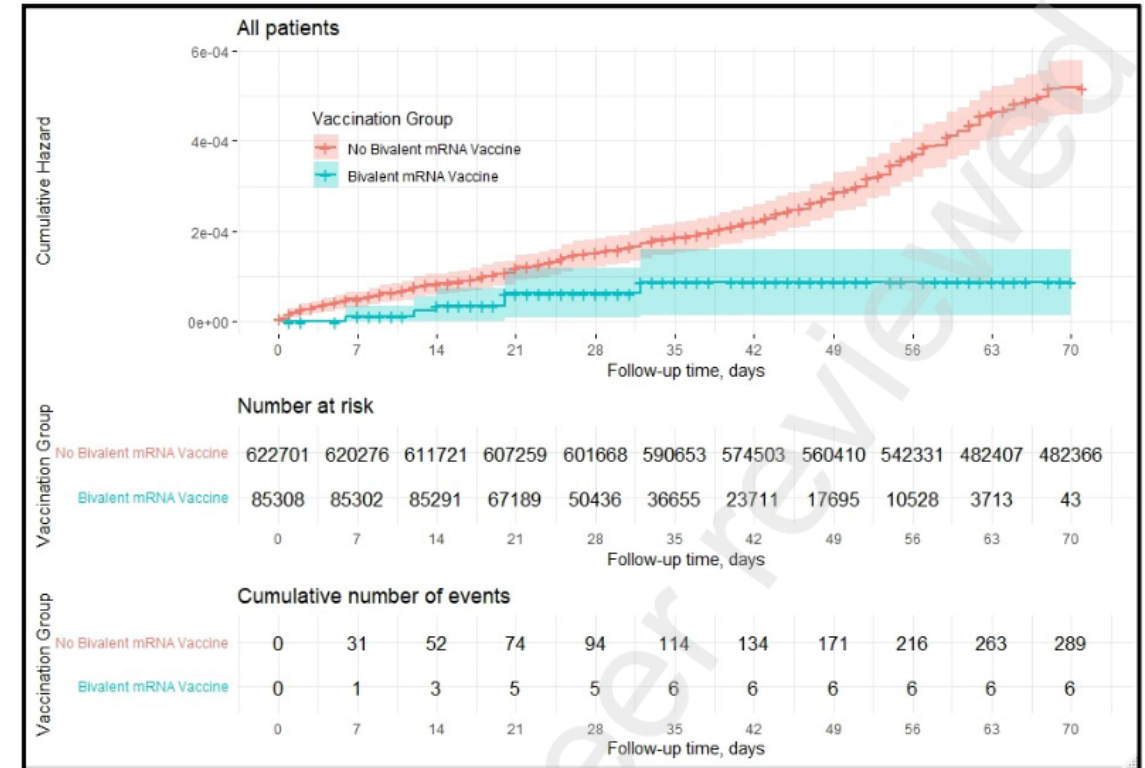 All patients
6e-04
4e-04
2e-04
0e+00
Cumulative Hazard
Vaccination Group
No Bivalent mRNA Vaccine
Bivalent mRNA Vaccine
0 7 14 21 28 35 42 49 56 63 70
Follow-up time, days
Number at risk
Vaccination Group
No Bivalent mRNA Vaccine 622701 620276 611721 607259 601668 590653 574503 560410 542331 482407 482366
Bivalent mRNA Vaccine 85308 85302 85291 67189 50436 36655 23711 17695 10528 3713 43
0 7 14 21 28 35 42 49 56 63 70
Follow-up time, days
Cumulative number of events
Vaccination Group
No Bivalent mRNA Vaccine 0 31 52 74 94 114 134 171 216 263 289
Bivalent mRNA Vaccine 0 1 3 5 5 6 6 6 6 6 6
0 7 14 21 28 35 42 49 56 63 70
Follow-up time, days
eer reviewed